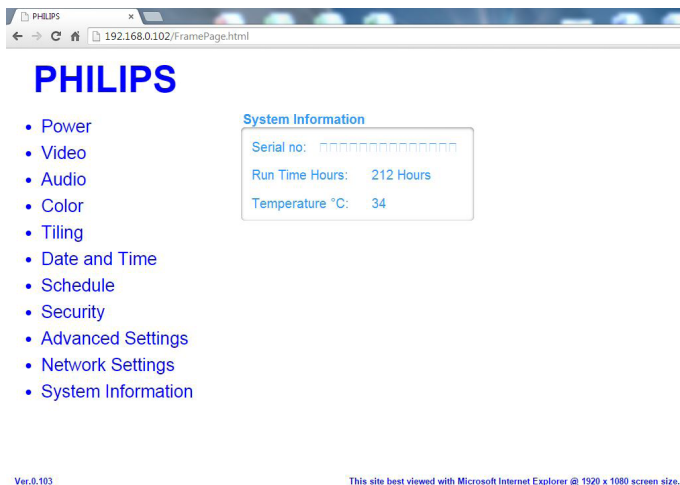 PHILIPS
192.168.0.102/FramePage.html
PHILIPS
Power
Video
Audio
Color
Tiling
Date and Time
Schedule
Security
Advanced Settings
Network Settings
System Information
System Information
Serial no:
Run Time Hours: 212 Hours
Temperature °C: 34
Ver.0.103
This site best viewed with Microsoft Internet Explorer @ 1920 x 1080 screen size.